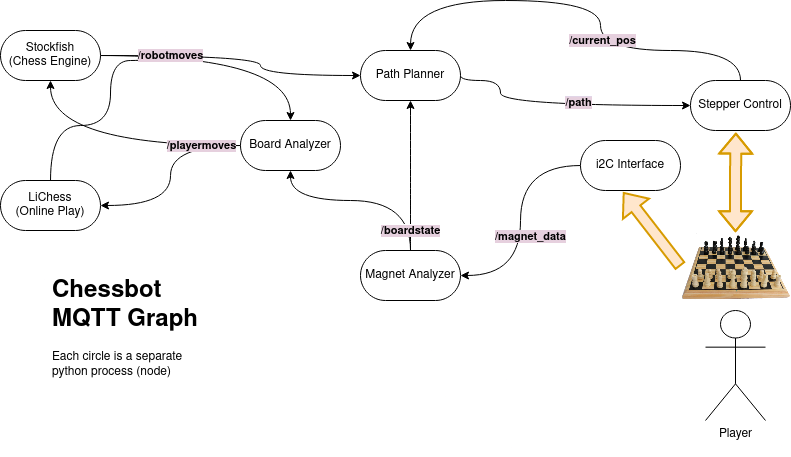 Stockfish
(Chess Engine)
/robotmoves
/current_pos
Path Planner
/path
Stepper Control
/playermoves
Board Analyzer
i2C Interface
LiChess
(Online Play)
/boardstate
/magnet_data
Magnet Analyzer
Chessbot
MQTT Graph
Each circle is a separate
python process (node)
Player